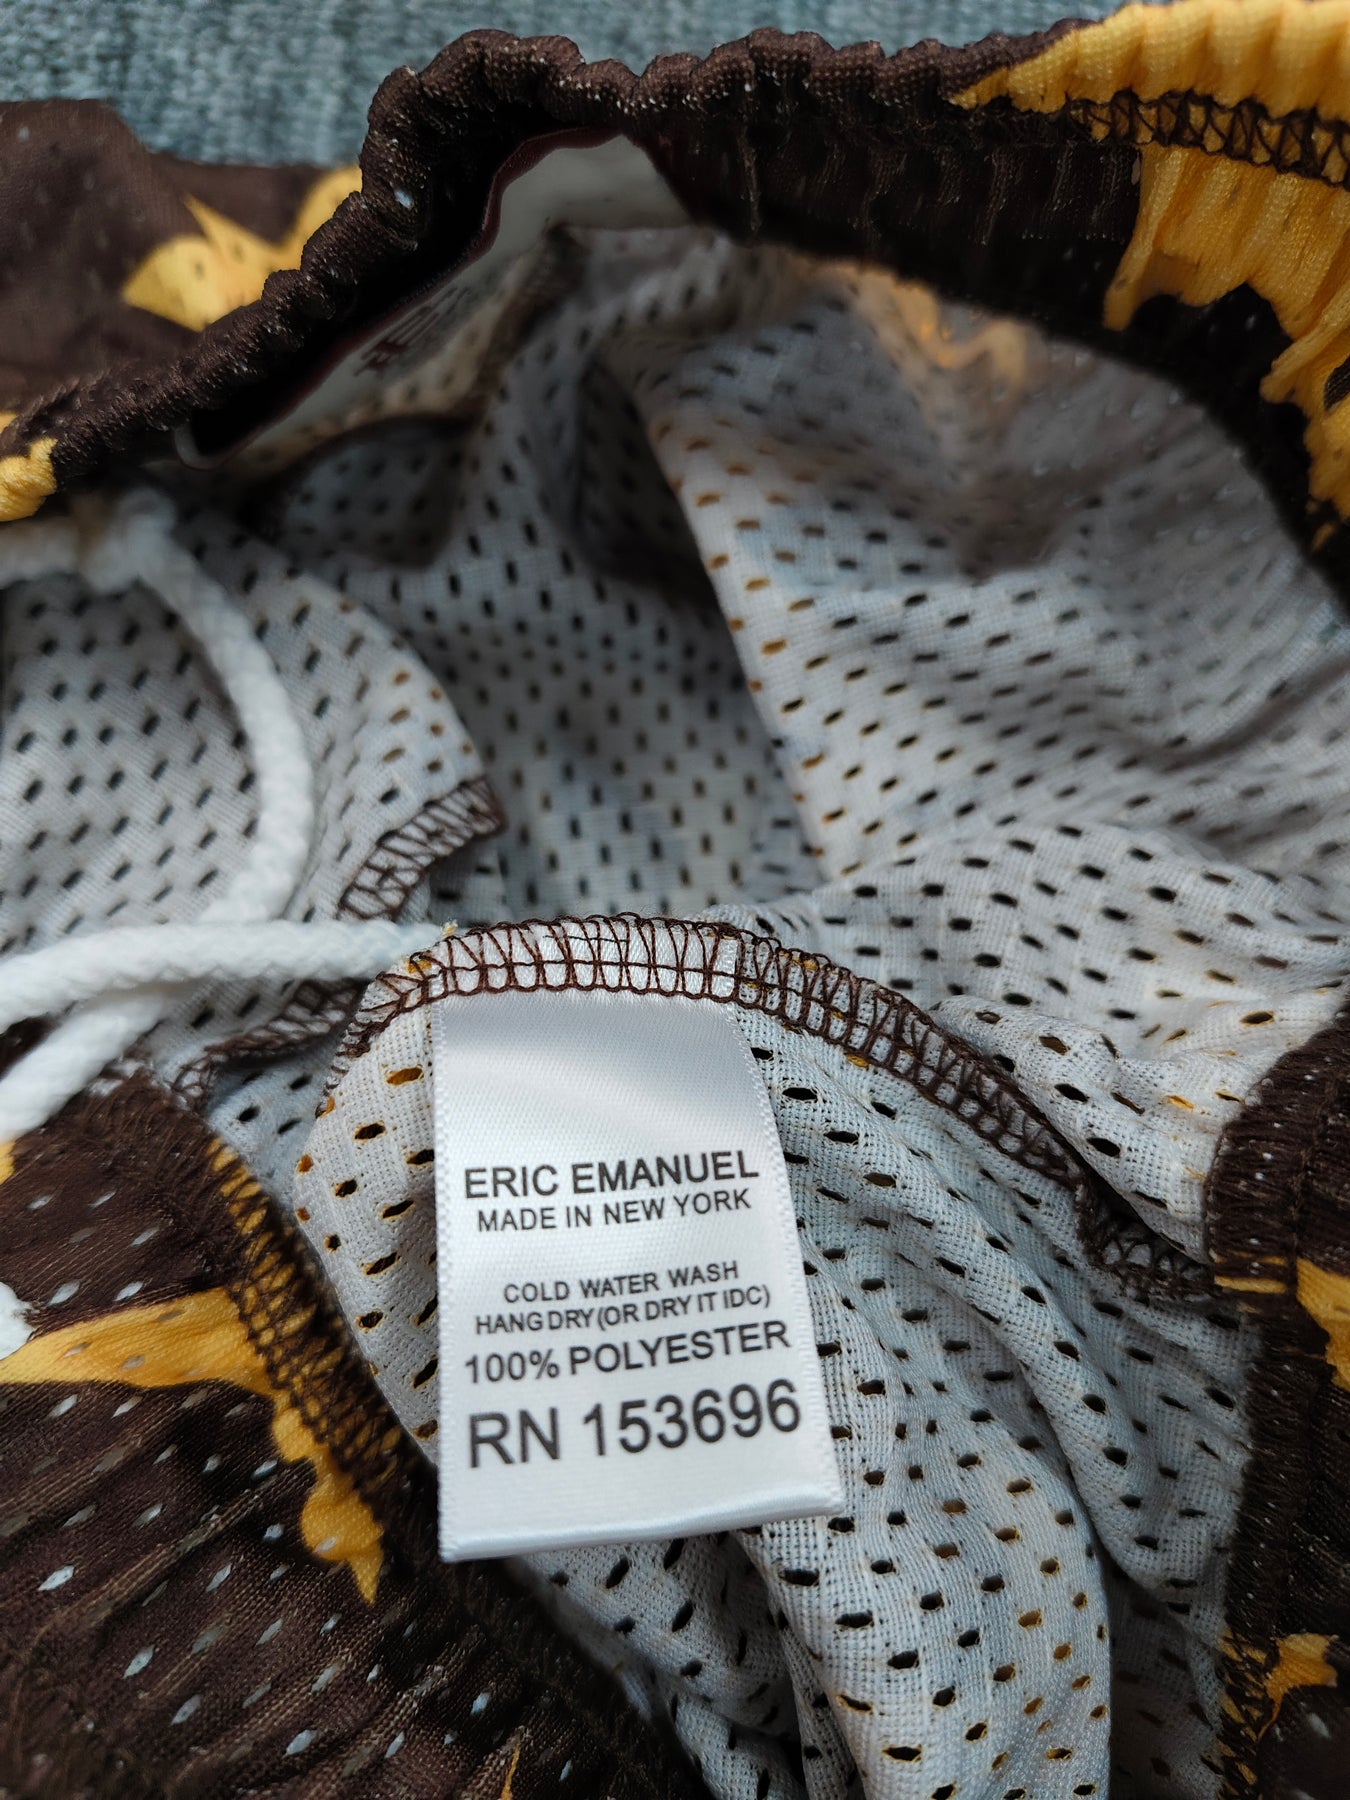 ERIC EMANUEL
MADE IN NEW YORK
COLD WATER WASH
HANG DRY (OR DRY IT IDC)
100% POLYESTER
RN 153696